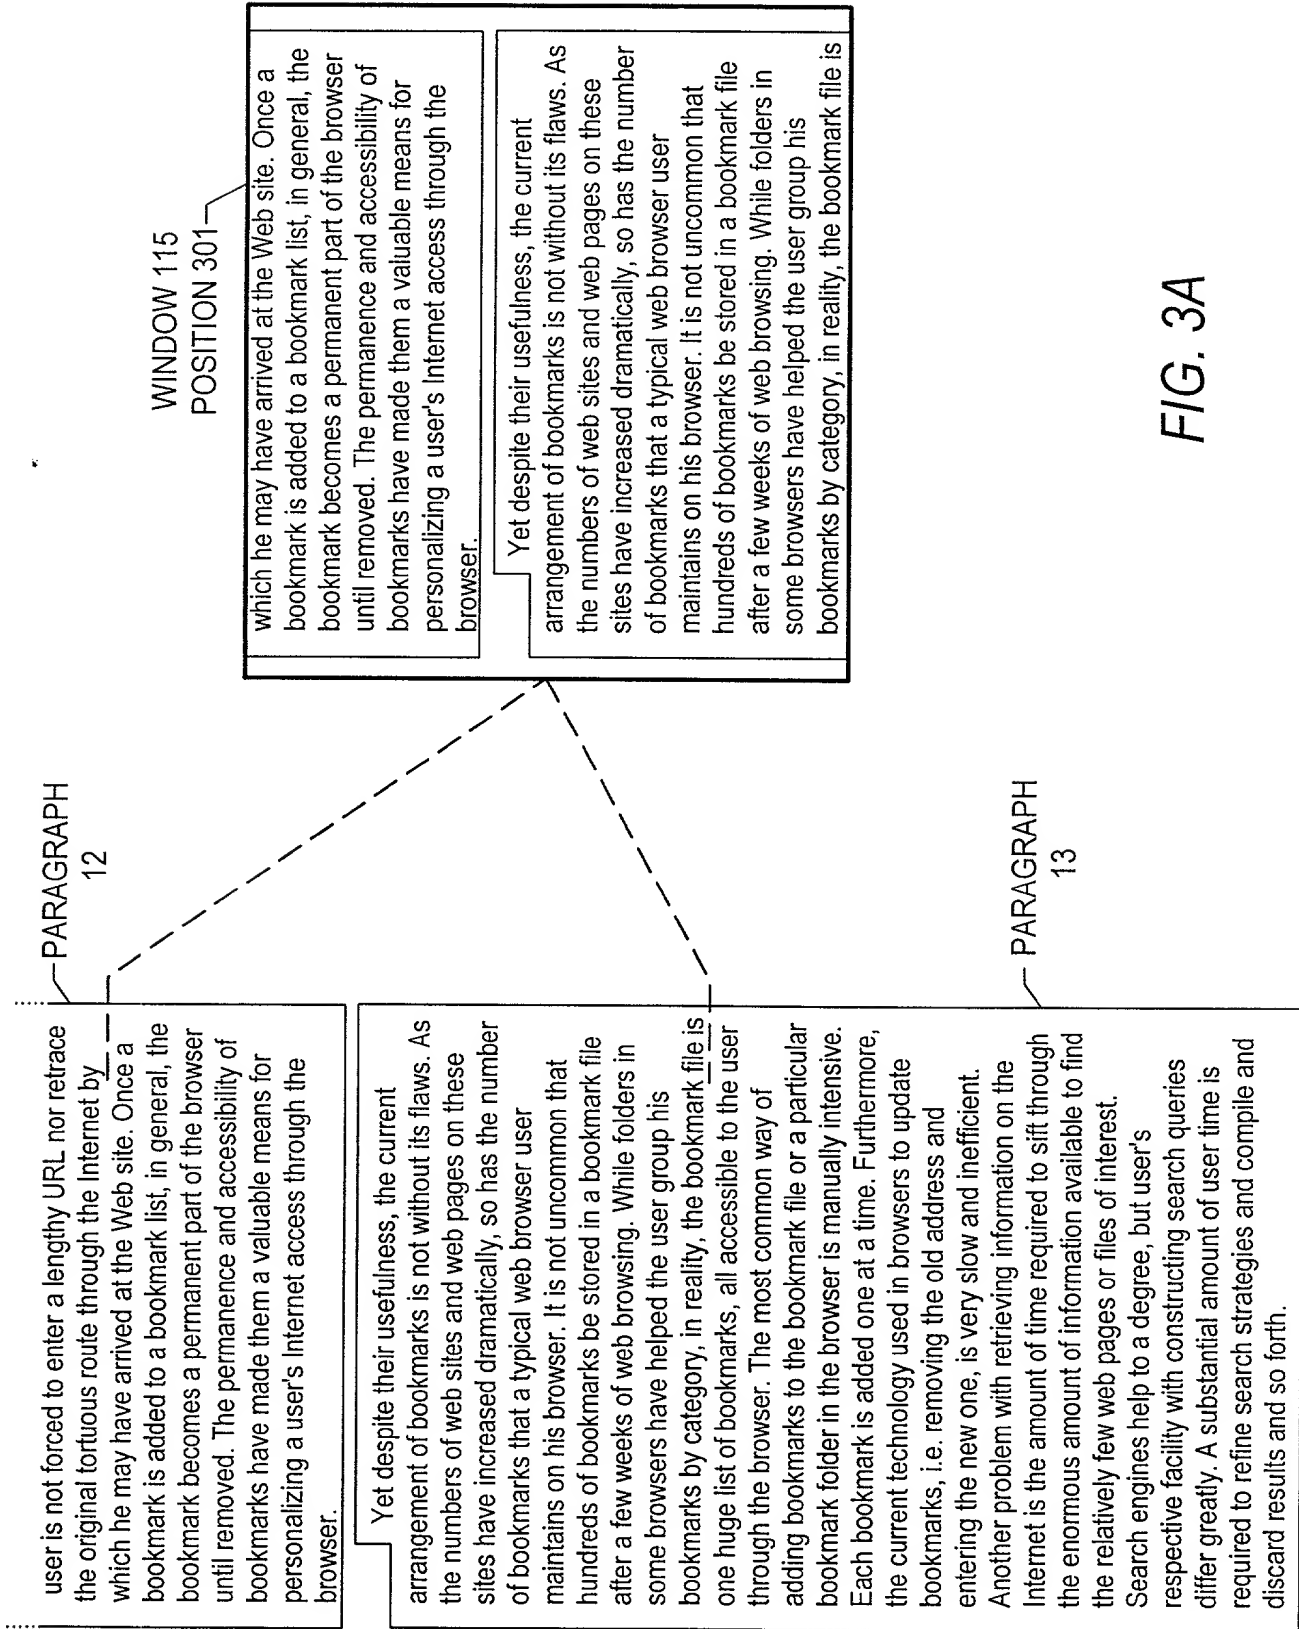 user is not forced to enter a lengthy URL nor retrace
the original tortuous route through the Internet by
which he may have arrived at the Web site. Once a
bookmark is added to a bookmark list, in general, the
bookmark becomes a permanent part of the browser
until removed. The permanence and accessibility of
bookmarks have made them a valuable means for
personalizing a user's Internet access through the
browser.
PARAGRAPH
12
Yet despite their usefulness, the current
arrangement of bookmarks is not without its flaws. As
the numbers of web sites and web pages on these
sites have increased dramatically, so has the number
of bookmarks that a typical web browser user
maintains on his browser. It is not uncommon that
hundreds of bookmarks be stored in a bookmark file
after a few weeks of web browsing. While folders in
some browsers have helped the user group his
bookmarks by category, in reality, the bookmark file is
one huge list of bookmarks, all accessible to the user
through the browser. The most common way of
adding bookmarks to the bookmark file or a particular
bookmark folder in the browser is manually intensive.
Each bookmark is added one at a time. Furthermore,
the current technology used in browsers to update
bookmarks, i.e. removing the old address and
entering the new one, is very slow and inefficient.
Another problem with retrieving information on the
Internet is the amount of time required to sift through
the enormous amount of information available to find
the relatively few web pages or files of interest.
Search engines help to a degree, but user's
respective facility with constructing search queries
differ greatly. A substantial amount of user time is
required to refine search strategies and compile and
discard results and so forth.
PARAGRAPH
13
WINDOW 115
POSITION 301
which he may have arrived at the Web site. Once a
bookmark is added to a bookmark list, in general, the
bookmark becomes a permanent part of the browser
until removed. The permanence and accessibility of
bookmarks have made them a valuable means for
personalizing a user's Internet access through the
browser.
Yet despite their usefulness, the current
arrangement of bookmarks is not without its flaws. As
the numbers of web sites and web pages on these
sites have increased dramatically, so has the number
of bookmarks that a typical web browser user
maintains on his browser. It is not uncommon that
hundreds of bookmarks be stored in a bookmark file
after a few weeks of web browsing. While folders in
some browsers have helped the user group his
bookmarks by category, in reality, the bookmark file is
FIG. 3A